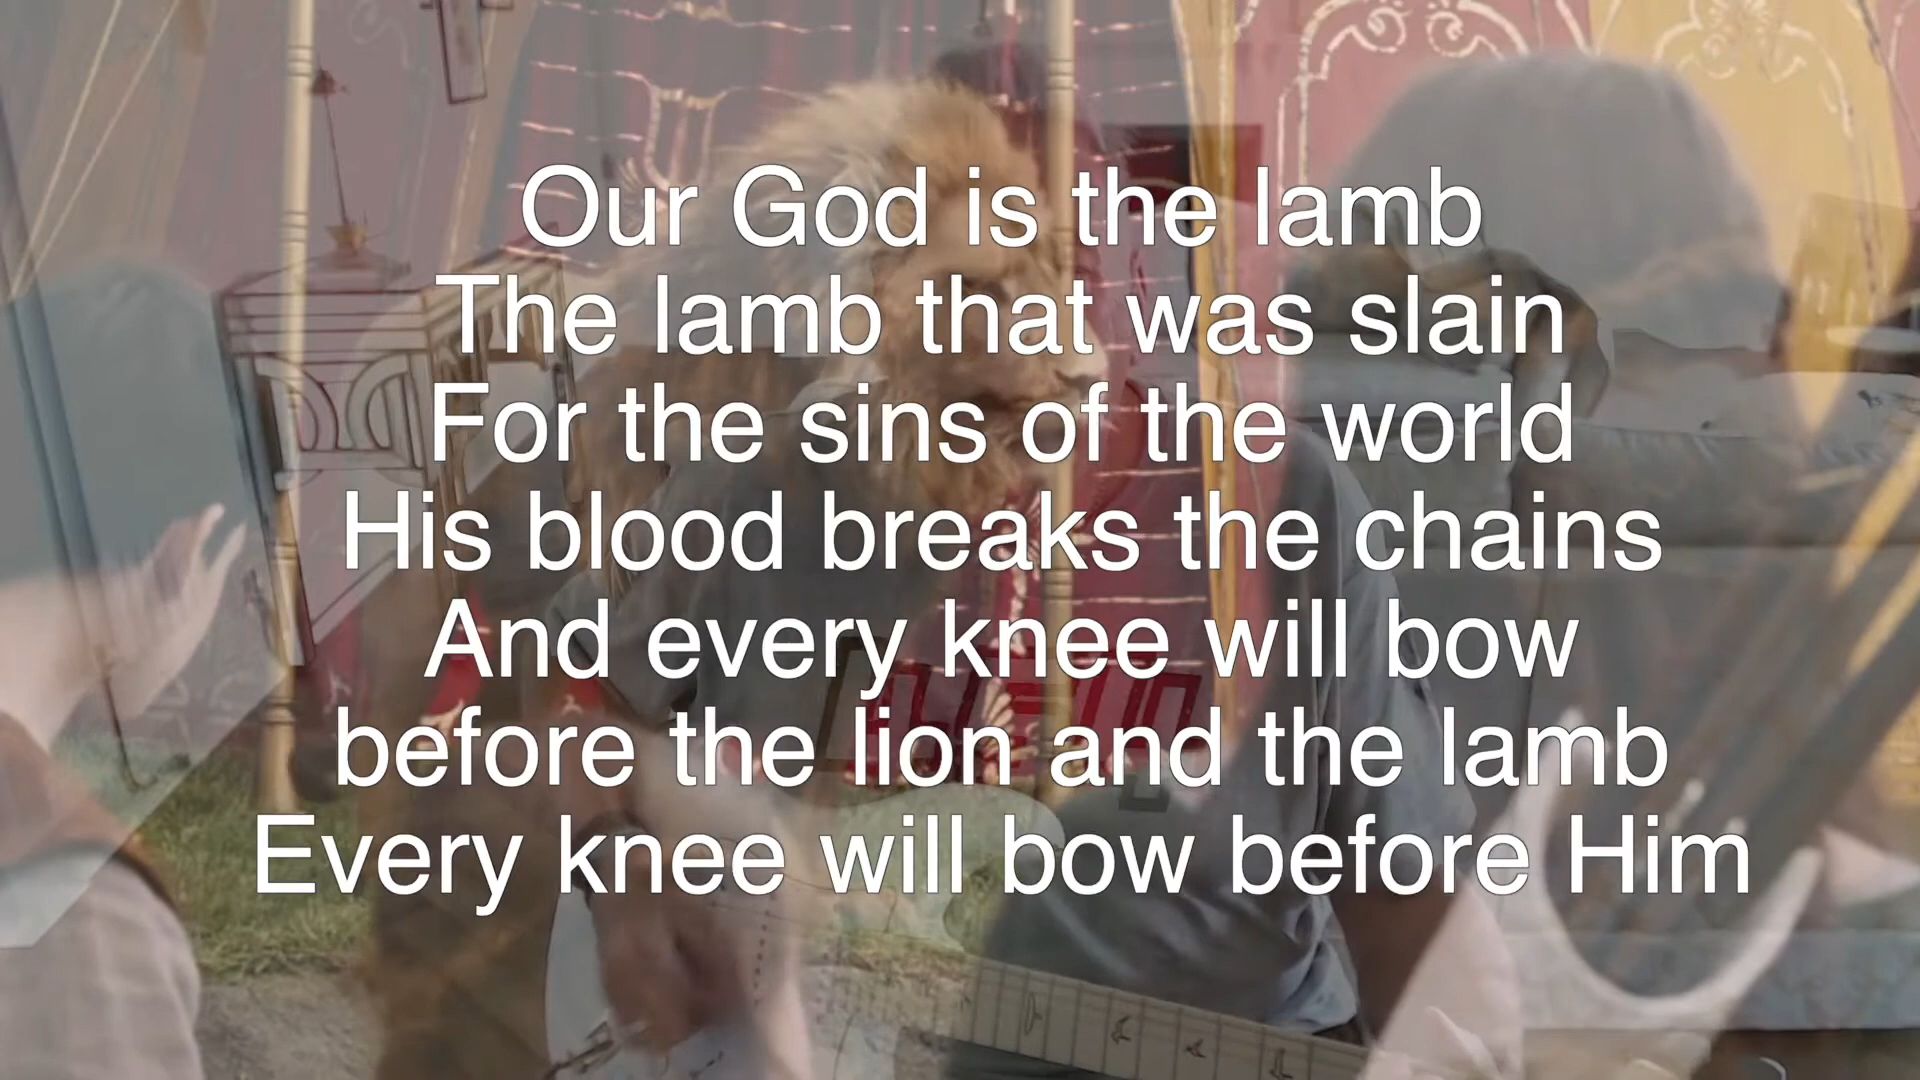 Our God is the lamb
The lamb that was slain
For the sins of the world
His blood breaks the chains
And every knee will bow
before the lion and the lamb
Every knee will bow before Him